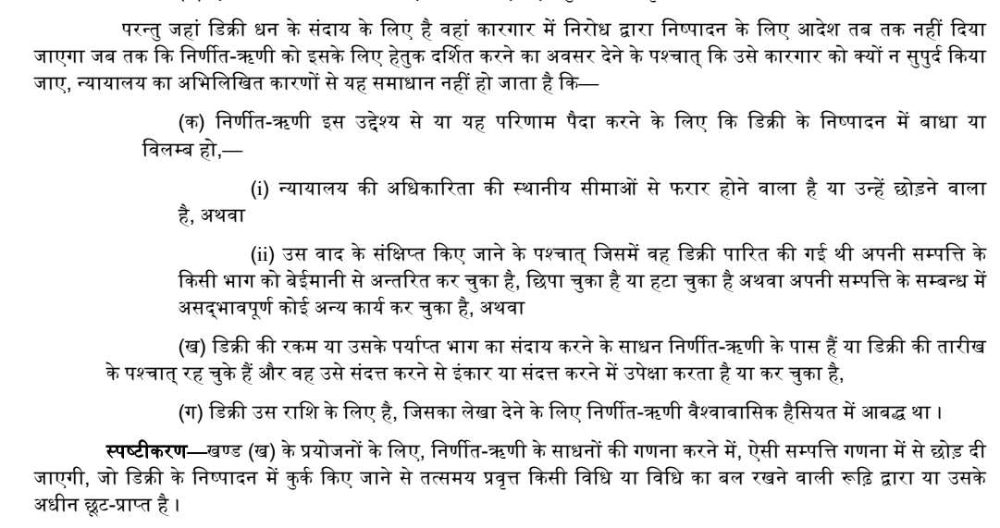 परन्तु जहां डिक्री धन के संदाय के लिए है वहां कारगार में निरोध द्वारा निष्पादन के लिए आदेश तब तक नहीं दिया
जाएगा जब तक कि निर्णीत-ऋणी को इसके लिए हेतुक दर्शित करने का अवसर देने के पश्चात् कि उसे कारगार को क्यों न सुपुर्द किया
जाए, न्यायालय का अभिलिखित कारणों से यह समाधान नहीं हो जाता है कि—
(क) निर्णीत-ऋणी इस उद्देश्य से या यह परिणाम पैदा करने के लिए कि डिक्री के निष्पादन में बाधा या
विलम्ब हो,—
(i) न्यायालय की अधिकारिता की स्थानीय सीमाओं से फरार होने वाला है या उन्हें छोड़ने वाला
है, अथवा
(ii) उस वाद के संक्षिप्त किए जाने के पश्चात् जिसमें वह डिक्री पारित की गई थी अपनी सम्पत्ति के
किसी भाग को बेईमानी से अन्तरित कर चुका है, छिपा चुका है या हटा चुका है अथवा अपनी सम्पत्ति के सम्बन्ध में
असद्भावपूर्ण कोई अन्य कार्य कर चुका है, अथवा
(ख) डिक्री की रकम या उसके पर्याप्त भाग का संदाय करने के साधन निर्णीत-ऋणी के पास हैं या डिक्री की तारीख
के पश्चात् रह चुके हैं और वह उसे संदत्त करने से इंकार या संदत्त करने में उपेक्षा करता है या कर चुका है,
(ग) डिक्री उस राशि के लिए है, जिसका लेखा देने के लिए निर्णीत-ऋणी वैश्वावासिक हैसियत में आबद्ध था ।
स्पष्टीकरण—खण्ड (ख) के प्रयोजनों के लिए, निर्णीत-ऋणी के साधनों की गणना करने में, ऐसी सम्पत्ति गणना में से छोड़ दी
जाएगी, जो डिक्री के निष्पादन में कुर्क किए जाने से तत्समय प्रवृत्त किसी विधि या विधि का बल रखने वाली रूढ़ि द्वारा या उसके
अधीन छूट-प्राप्त है ।